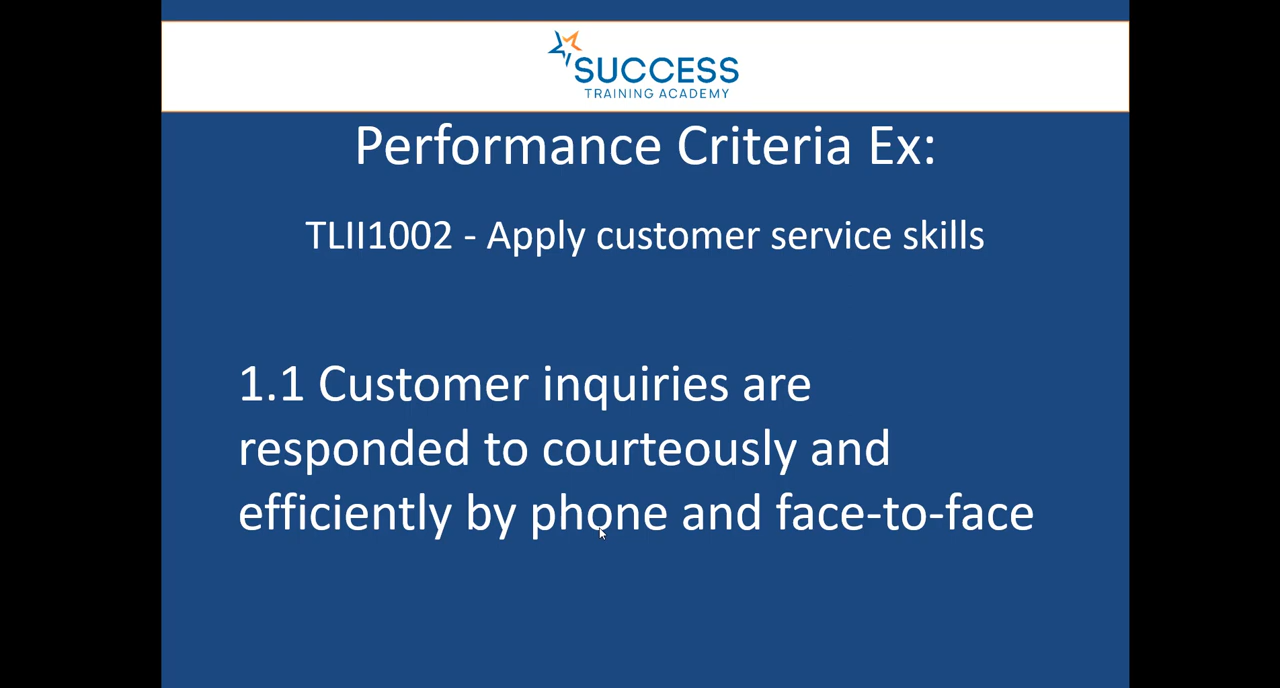 SUCCESS
TRAINING ACADEMY
Performance Criteria Ex:
TLII1002 - Apply customer service skills
1.1 Customer inquiries are
responded to courteously and
efficiently by phone and face-to-face